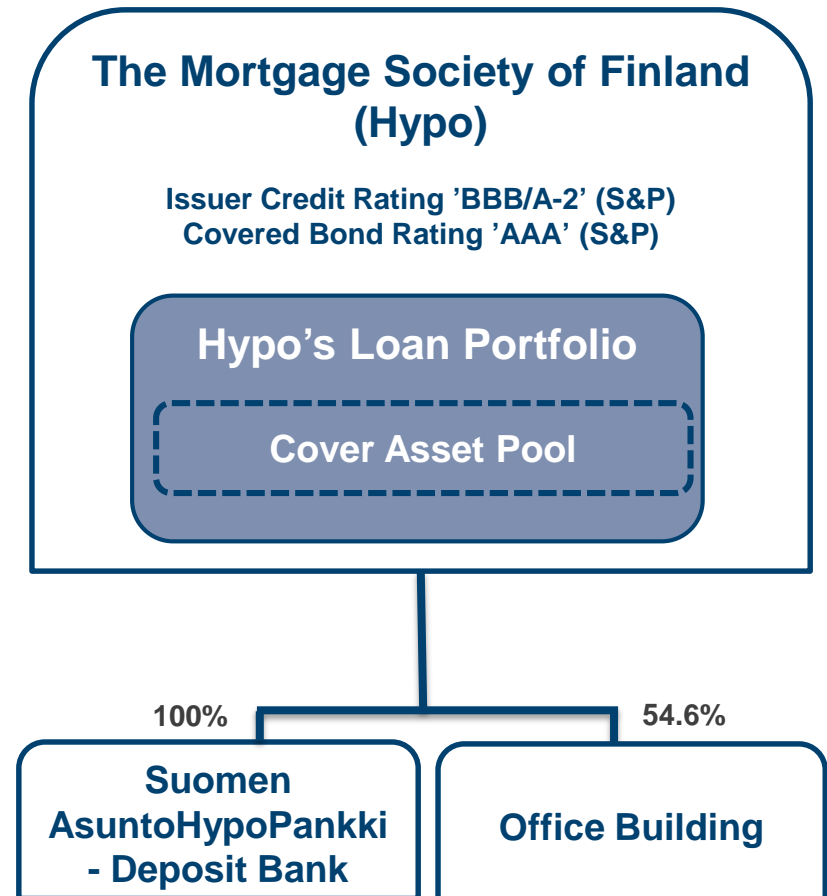 The Mortgage Society of Finland
(Hypo)
Issuer Credit Rating ’BBB/A-2’ (S&P)
Covered Bond Rating ’AAA’ (S&P)
Hypo’s Loan Portfolio
Cover Asset Pool
100%
54.6%
Suomen
AsuntoHypoPankki
- Deposit Bank
Office Building